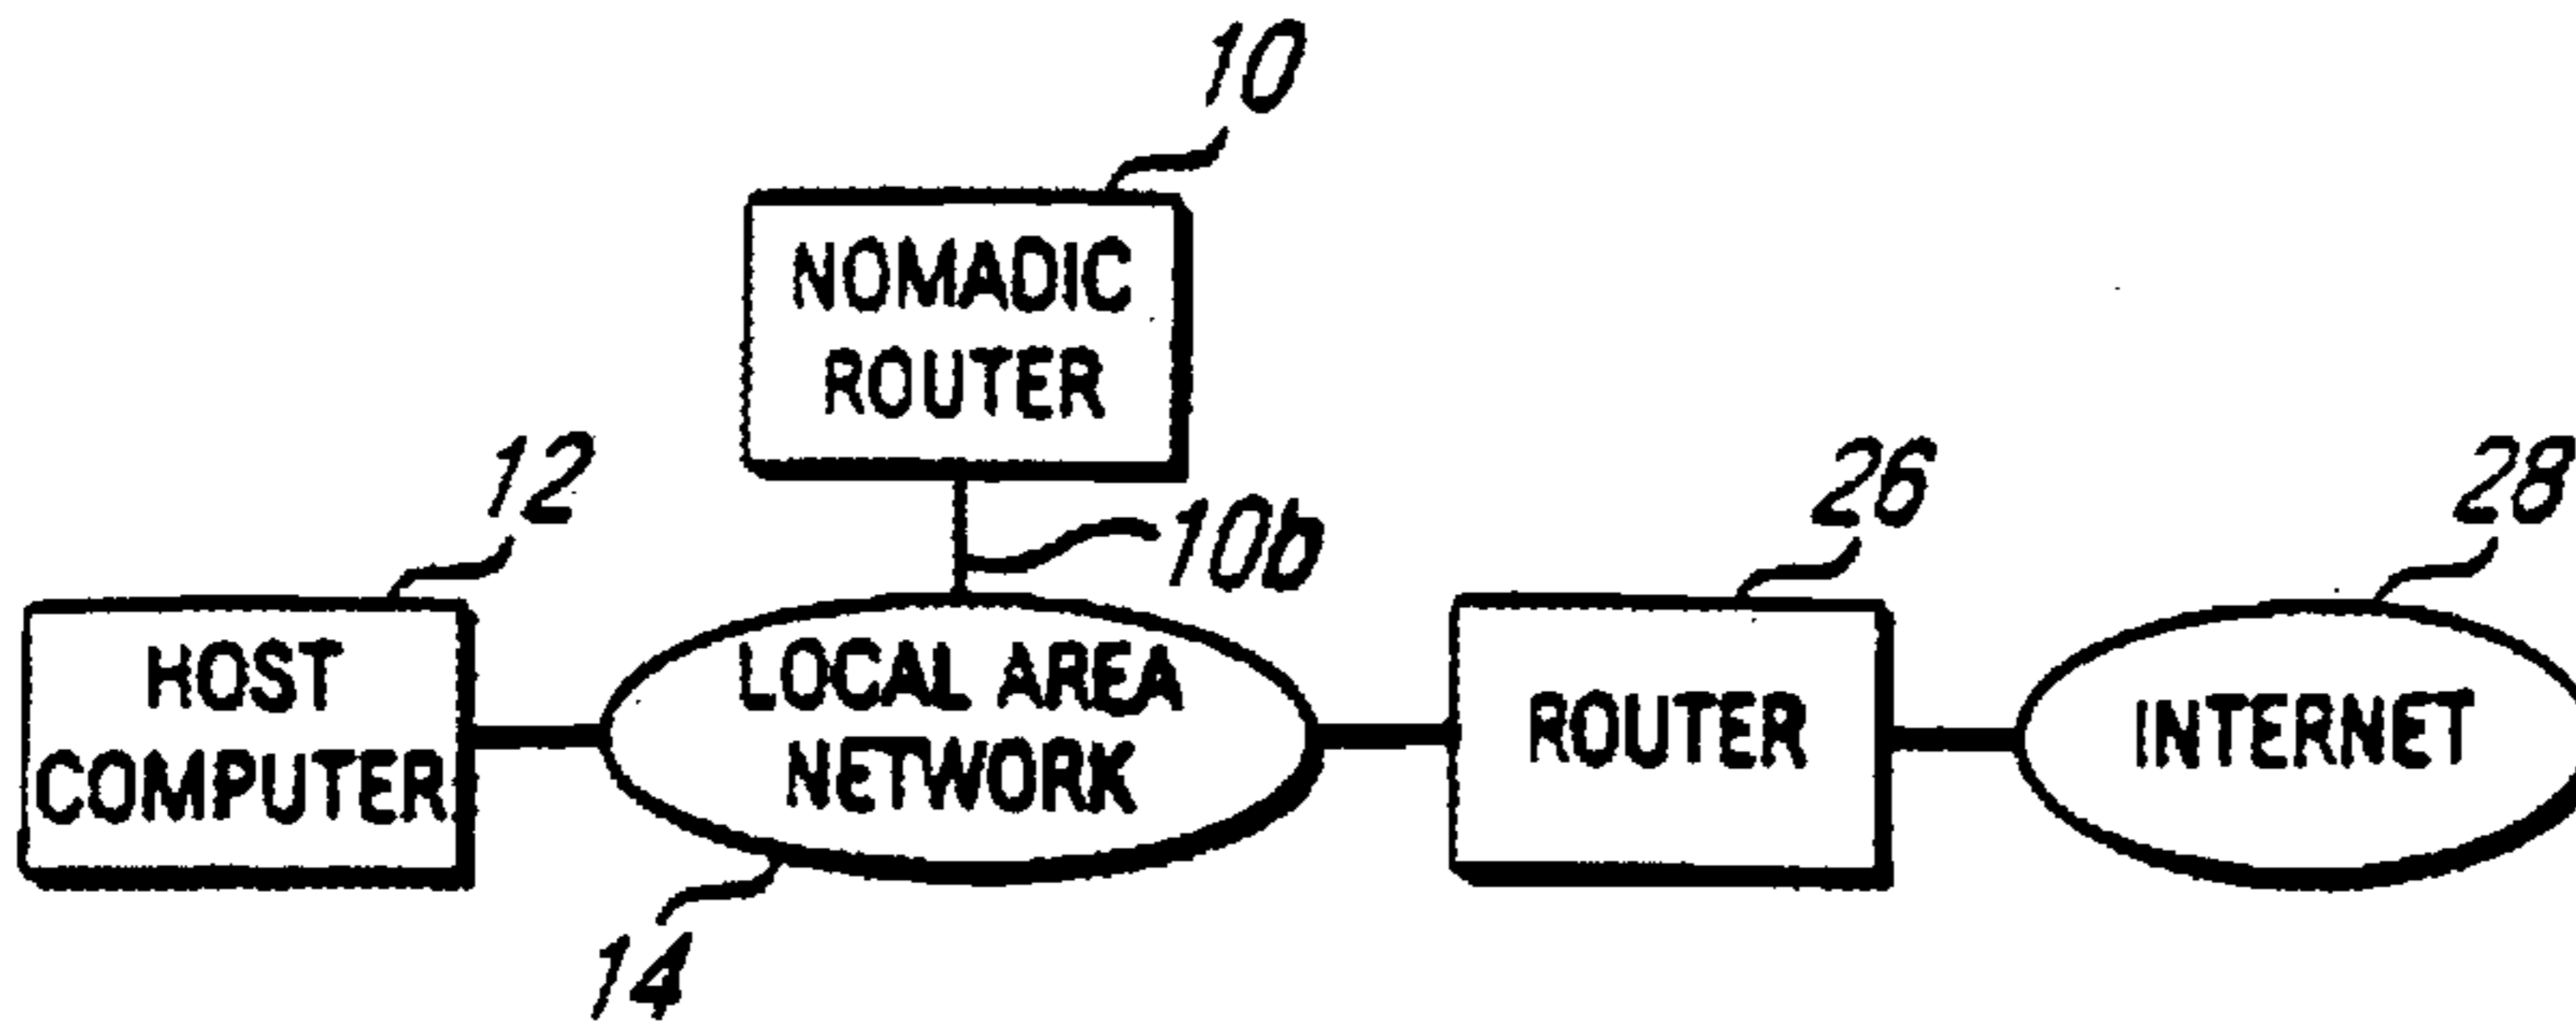 10
NOMADIC
ROUTER
12
10b
26
28
HOST
COMPUTER
LOCAL AREA
NETWORK
ROUTER
INTERNET
14